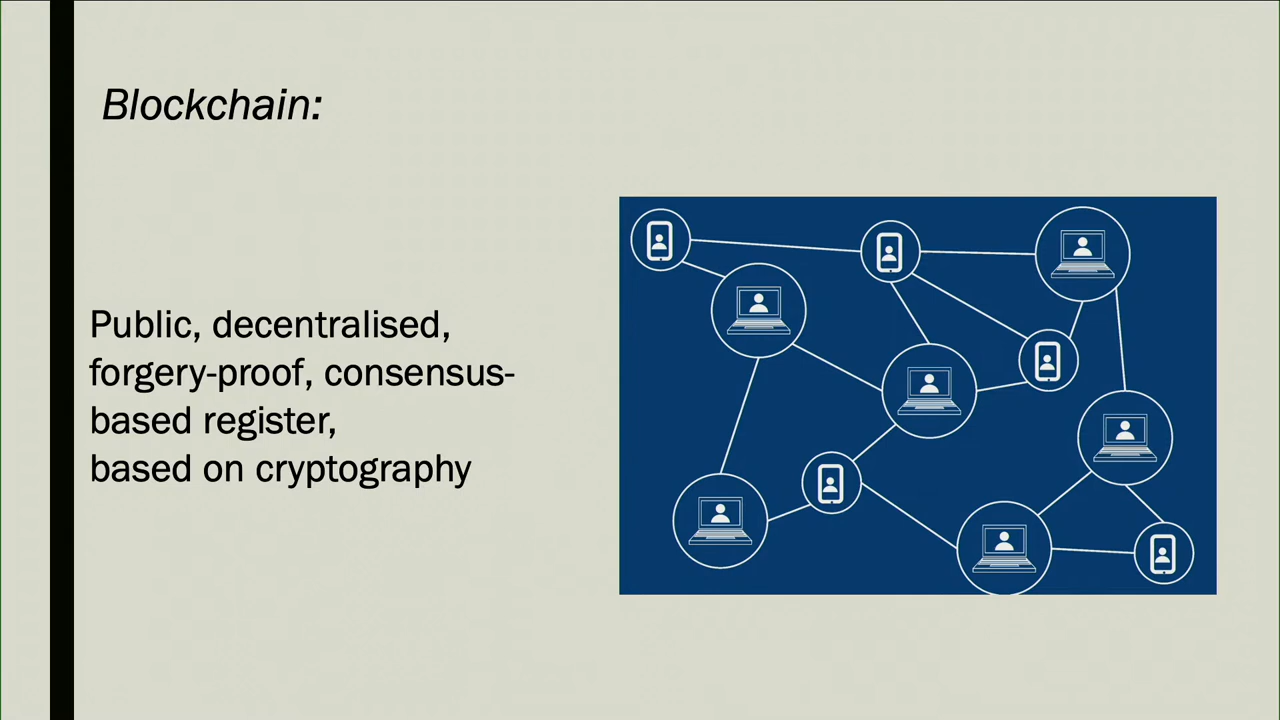 Blockchain:
Public, decentralised,
forgery-proof, consensus-
based register,
based on cryptography